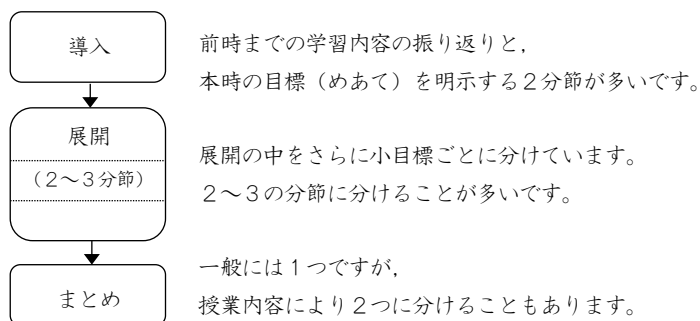 導入
前時までの学習内容の振り返りと，
本時の目標（めあて）を明示する２分節が多いです。
展開
（２～３分節）
展開の中をさらに小目標ごとに分けています。
２～３の分節に分けることが多いです。
まとめ
一般には１つですが，
授業内容により２つに分けることもあります。